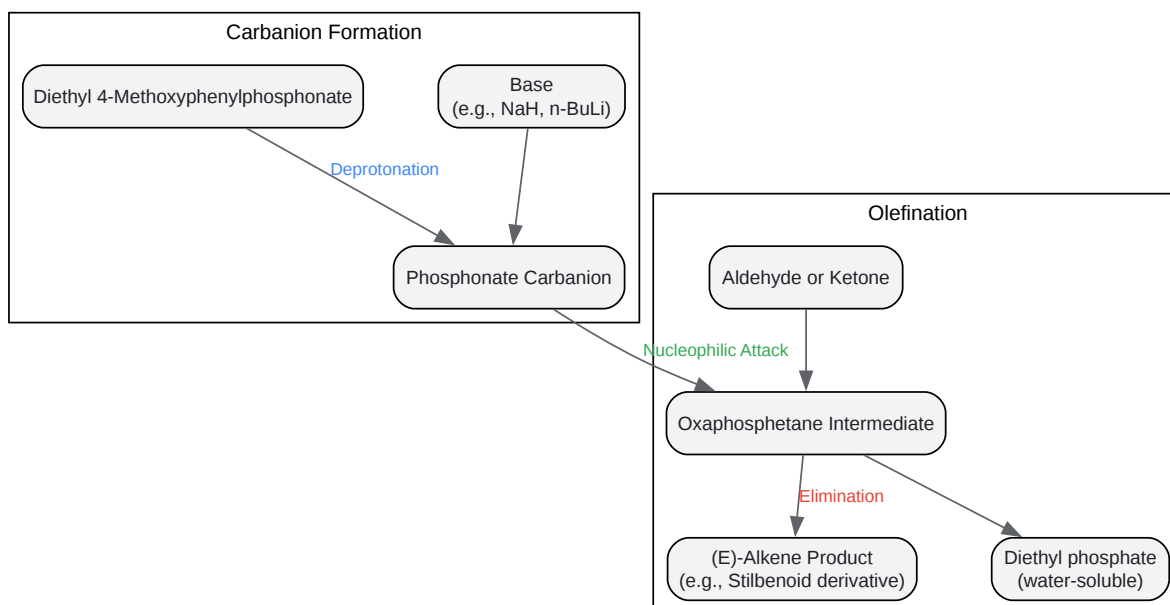 Carbanion Formation
Diethyl 4-Methoxyphenylphosphonate
Base
(e.g., NaH, n-BuLi)
Deprotonation
Phosphonate Carbanion
Olefination
Aldehyde or Ketone
Nucleophilic Attack
Oxaphosphetane Intermediate
Elimination
(E)-Alkene Product
(e.g., Stilbenoid derivative)
Diethyl phosphate
(water-soluble)